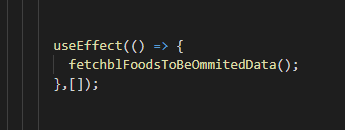 useEffect(() => {
fetchblFoodsToBeOmmitedData();
},[]);